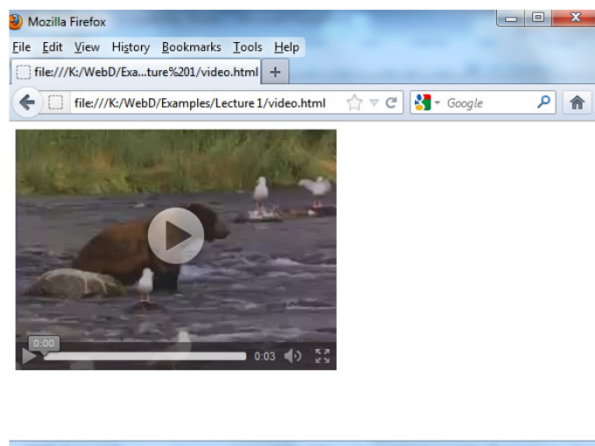 Mozilla Firefox
File Edit View History Bookmarks Tools Help
file:///K:/WebD/Exa...ture%201/video.html
file:///K:/WebD/Examples/Lecture 1/video.html Google
0:00
0:03